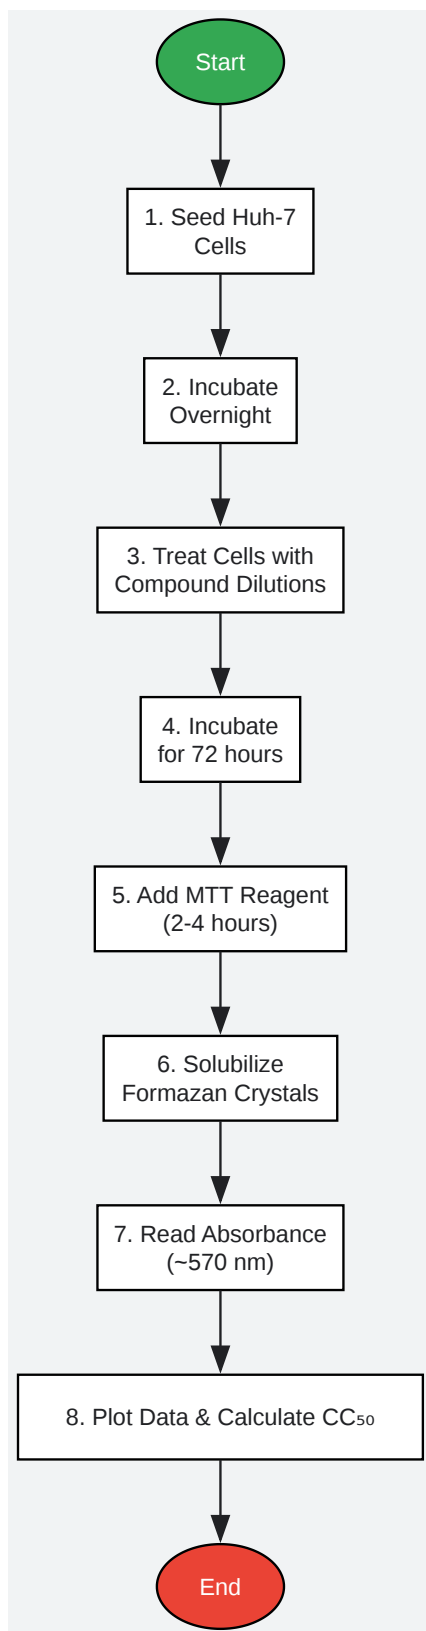 Start
1. Seed Huh-7
Cells
2. Incubate
Overnight
3. Treat Cells with
Compound Dilutions
4. Incubate
for 72 hours
5. Add MTT Reagent
(2-4 hours)
6. Solubilize
Formazan Crystals
7. Read Absorbance
(~570 nm)
8. Plot Data & Calculate CC₅₀
End